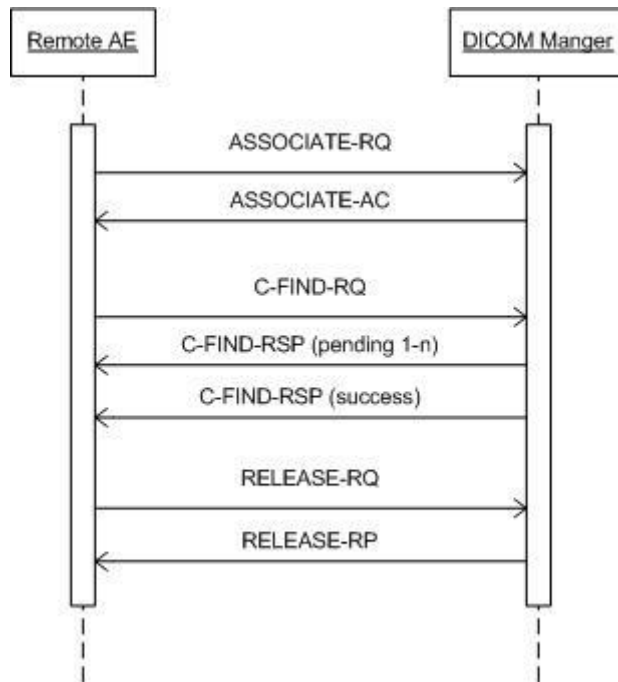 Remote AE
DICOM Manger
ASSOCIATE-RQ
ASSOCIATE-AC
C-FIND-RQ
C-FIND-RSP (pending 1-n)
C-FIND-RSP (success)
RELEASE-RQ
RELEASE-RP